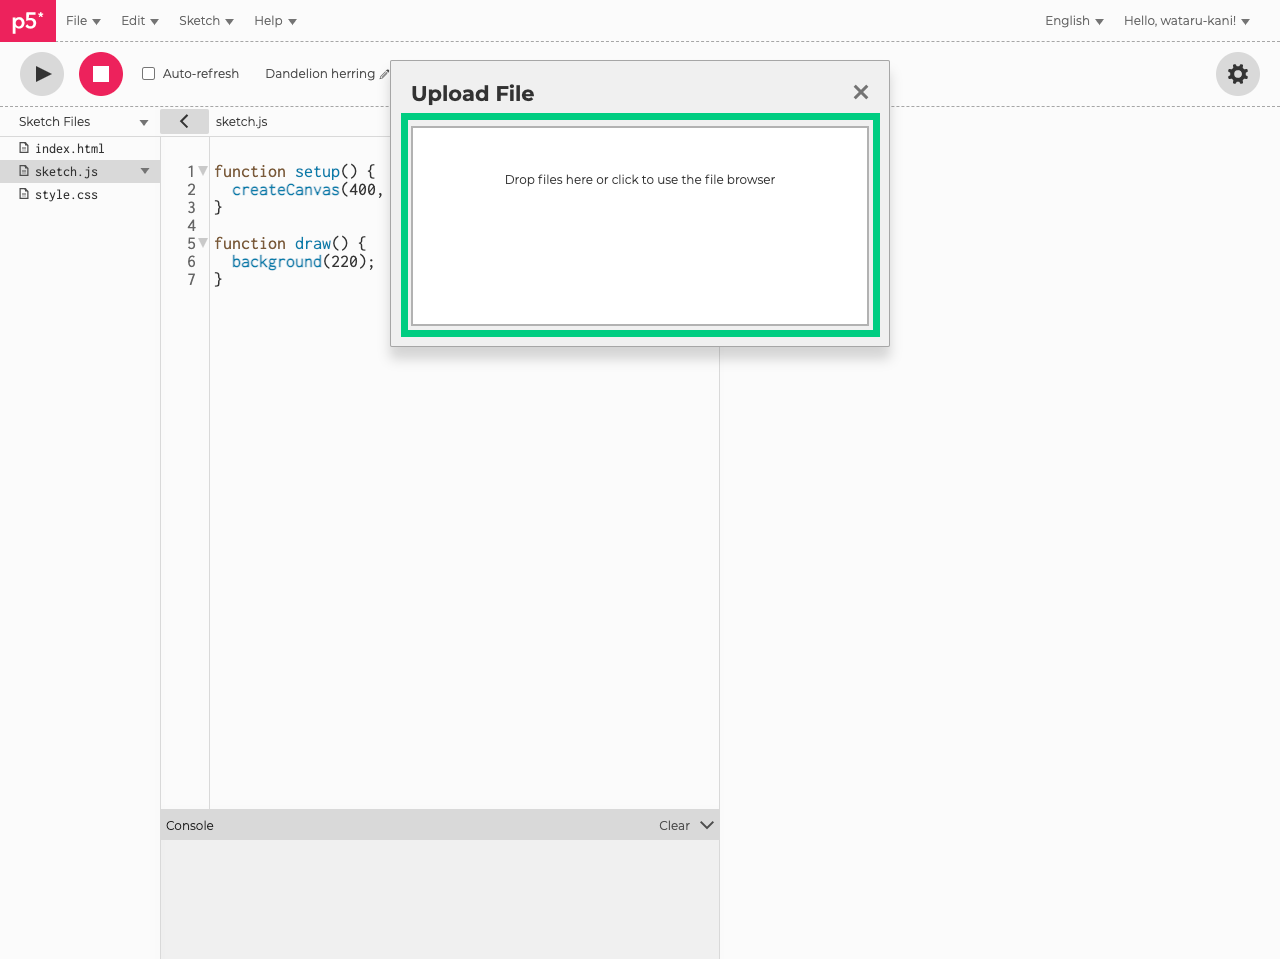 p5*
File
Edit
Sketch
Help
English
Hello, wataru-kani!
Auto-refresh
Dandelion herring
Upload File
Drop files here or click to use the file browser
Sketch Files
sketch.js
index.html
sketch.js
style.css
1 function setup() {
2 createCanvas(400,
3 }
4
5 function draw() {
6 background(220);
7 }
Console
Clear